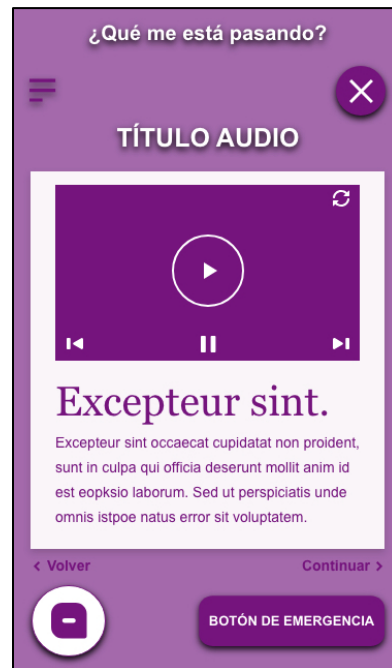 ¿Qué me está pasando?
TÍTULO AUDIO
Excepteur sint.
Excepteur sint occaecat cupidatat non proident,
sunt in culpa qui officia deserunt mollit anim id
est eopksio laborum. Sed ut perspiciatis unde
omnis istpoe natus error sit voluptatem.
‹ Volver
Continuar ›
BOTÓN DE EMERGENCIA